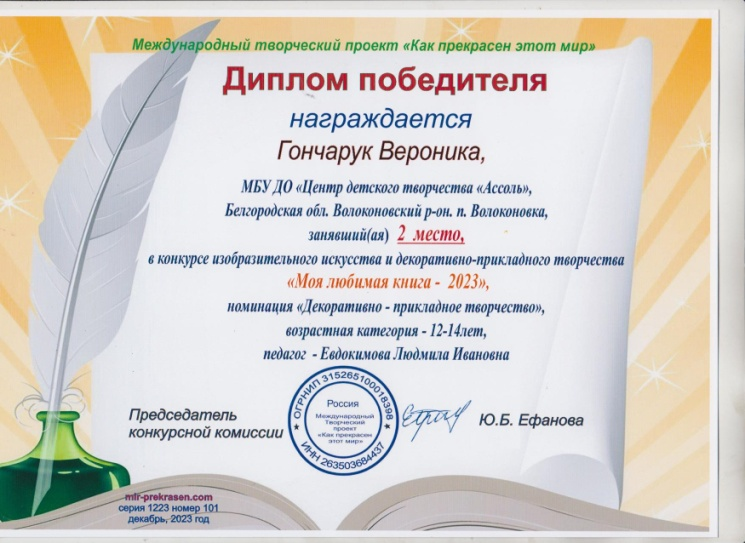 Международный творческий проект «Как прекрасен этот мир»
Диплом победителя
награждается
Гончарук Вероника,
МБУ ДО «Центр детского творчества «Ассоль»,
Белгородская обл. Волоконовский р-он. п. Волоконовка,
занявший(ая) 2 место,
в конкурсе изобразительного искусства и декоративно-прикладного творчества
«Моя любимая книга - 2023»,
номинация «Декоративно - прикладное творчество»,
возрастная категория - 12-14лет,
педагог - Евдокимова Людмила Ивановна
ОГРНИП 315265100018398
Россия
Международный
Творческий
проект
«Как прекрасен
этот мир»
ИНН 263503684437
Председатель
конкурсной комиссии
Ю.Б. Ефанова
mir-prekrasen.com
серия 1223 номер 101
декабрь, 2023 год